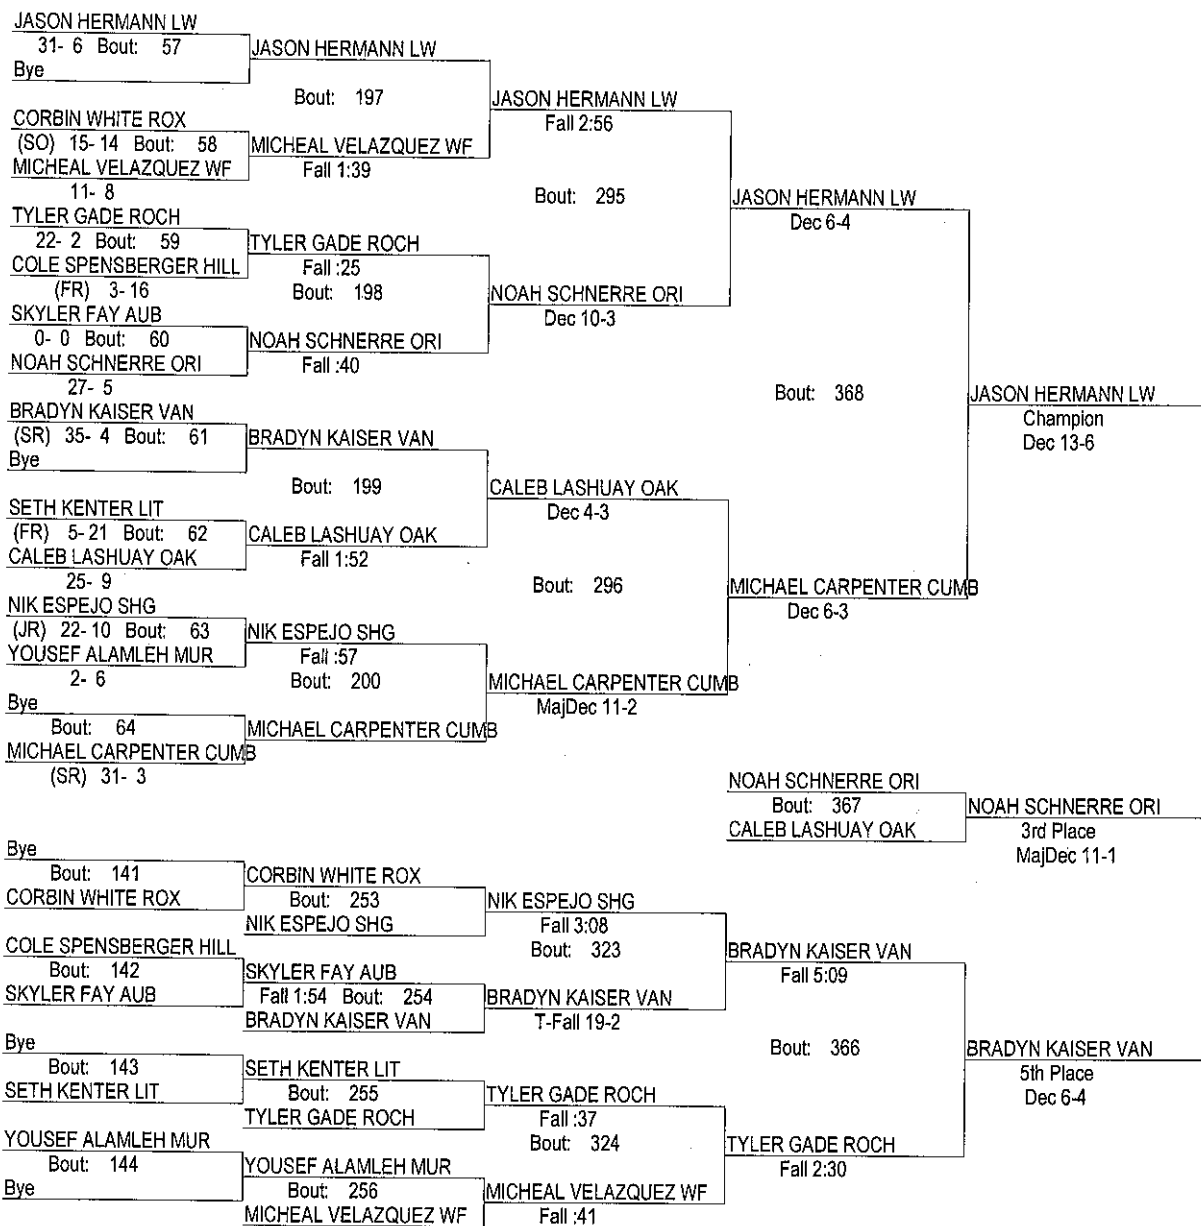 JASON HERMANN LW
31- 6 Bout: 57
Bye
JASON HERMANN LW
Bout: 197
CORBIN WHITE ROX
(SO) 15- 14 Bout: 58
MICHEAL VELAZQUEZ WF
11- 8
MICHEAL VELAZQUEZ WF
Fall 1:39
JASON HERMANN LW
Fall 2:56
Bout: 295
TYLER GADE ROCH
22- 2 Bout: 59
COLE SPENSBERGER HILL
(FR) 3- 16
TYLER GADE ROCH
Fall :25
Bout: 198
SKYLER FAY AUB
0- 0 Bout: 60
NOAH SCHNERRE ORI
27- 5
NOAH SCHNERRE ORI
Fall :40
NOAH SCHNERRE ORI
Dec 10-3
JASON HERMANN LW
Dec 6-4
Bout: 368
BRADYN KAISER VAN
(SR) 35- 4 Bout: 61
Bye
BRADYN KAISER VAN
Bout: 199
SETH KENTER LIT
(FR) 5- 21 Bout: 62
CALEB LASHUAY OAK
25- 9
CALEB LASHUAY OAK
Fall 1:52
CALEB LASHUAY OAK
Dec 4-3
Bout: 296
NIK ESPEJO SHG
(JR) 22- 10 Bout: 63
YOUSEF ALAMLEH MUR
2- 6
NIK ESPEJO SHG
Fall :57
Bout: 200
Bye
Bout: 64
MICHAEL CARPENTER CUMB
(SR) 31- 3
MICHAEL CARPENTER CUMB
MICHAEL CARPENTER CUMB
MajDec 11-2
MICHAEL CARPENTER CUMB
Dec 6-3
JASON HERMANN LW
Champion
Dec 13-6
NOAH SCHNERRE ORI
Bout: 367
CALEB LASHUAY OAK
NOAH SCHNERRE ORI
3rd Place
MajDec 11-1
Bye
Bout: 141
CORBIN WHITE ROX
CORBIN WHITE ROX
Bout: 253
NIK ESPEJO SHG
NIK ESPEJO SHG
Fall 3:08
Bout: 323
COLE SPENSBERGER HILL
Bout: 142
SKYLER FAY AUB
SKYLER FAY AUB
Fall 1:54 Bout: 254
BRADYN KAISER VAN
BRADYN KAISER VAN
T-Fall 19-2
BRADYN KAISER VAN
Fall 5:09
Bout: 366
Bye
Bout: 143
SETH KENTER LIT
SETH KENTER LIT
Bout: 255
TYLER GADE ROCH
TYLER GADE ROCH
Fall :37
Bout: 324
YOUSEF ALAMLEH MUR
Bout: 144
Bye
YOUSEF ALAMLEH MUR
Bout: 256
MICHEAL VELAZQUEZ WF
MICHEAL VELAZQUEZ WF
Fall :41
TYLER GADE ROCH
Fall 2:30
BRADYN KAISER VAN
5th Place
Dec 6-4